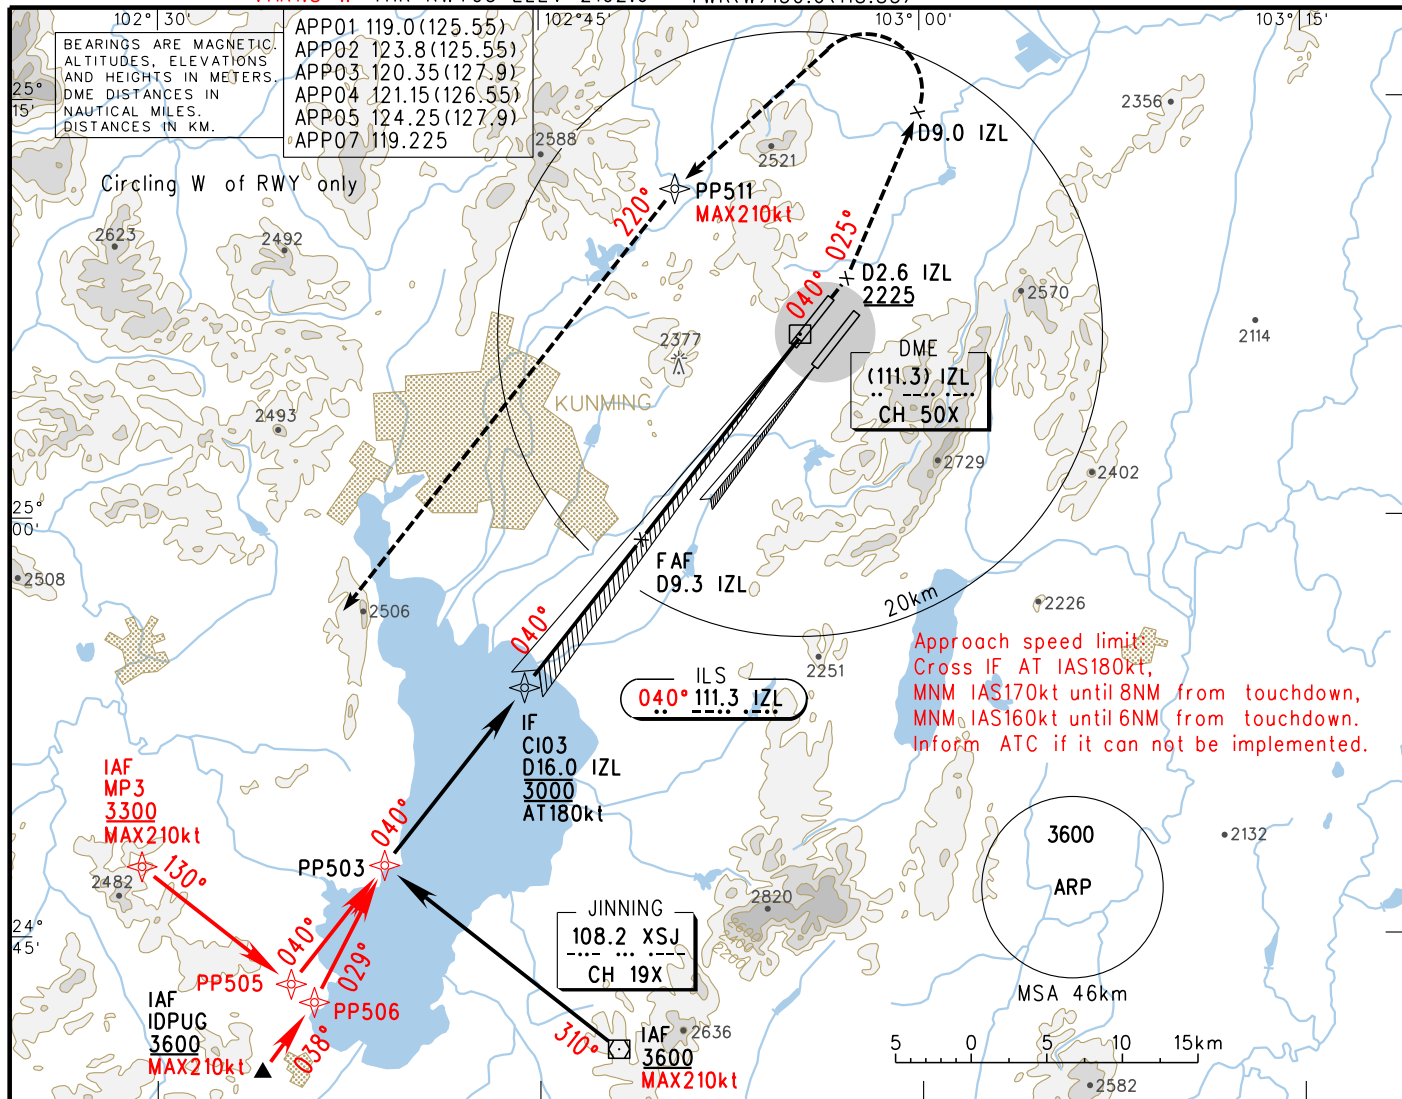 102°30'
102°45'
103°00'
103°15'
BEARINGS ARE MAGNETIC.
ALTITUDES, ELEVATIONS
AND HEIGHTS IN METERS.
DME DISTANCES IN
NAUTICAL MILES.
DISTANCES IN KM.
APP01 119.0(125.55)
APP02 123.8(125.55)
APP03 120.35(127.9)
APP04 121.15(126.55)
APP05 124.25(127.9)
APP07 119.225
25°
15'
2588
2521
2356
D9.0 IZL
Circling W of RWY only
PP511
MAX210kt
220°
025°
2623
2492
D2.6 IZL
2225
040°
2570
2114
2377
DME
(111.3) IZL
CH 50X
KUNMING
2493
2729
2402
25°
00'
FAF
D9.3 IZL
2508
2506
20km
2226
040°
2251
Approach speed limit:
Cross IF AT IAS180kt,
MNM IAS170kt until 8NM from touchdown,
MNM IAS160kt until 6NM from touchdown.
Inform ATC if it can not be implemented.
ILS
040° 111.3 IZL
IF
CI03
D16.0 IZL
3000
AT180kt
IAF
MP3
3300
MAX210kt
040°
PP503
130°
2482
3600
ARP
2132
2820
2600
2400
2200
JINNING
108.2 XSJ
CH 19X
24°
45'
040°
029°
PP505
PP506
MSA 46km
IAF
IDPUG
3600
MAX210kt
038°
310°
IAF
3600
MAX210kt
2636
5 0 5 10 15km
2582